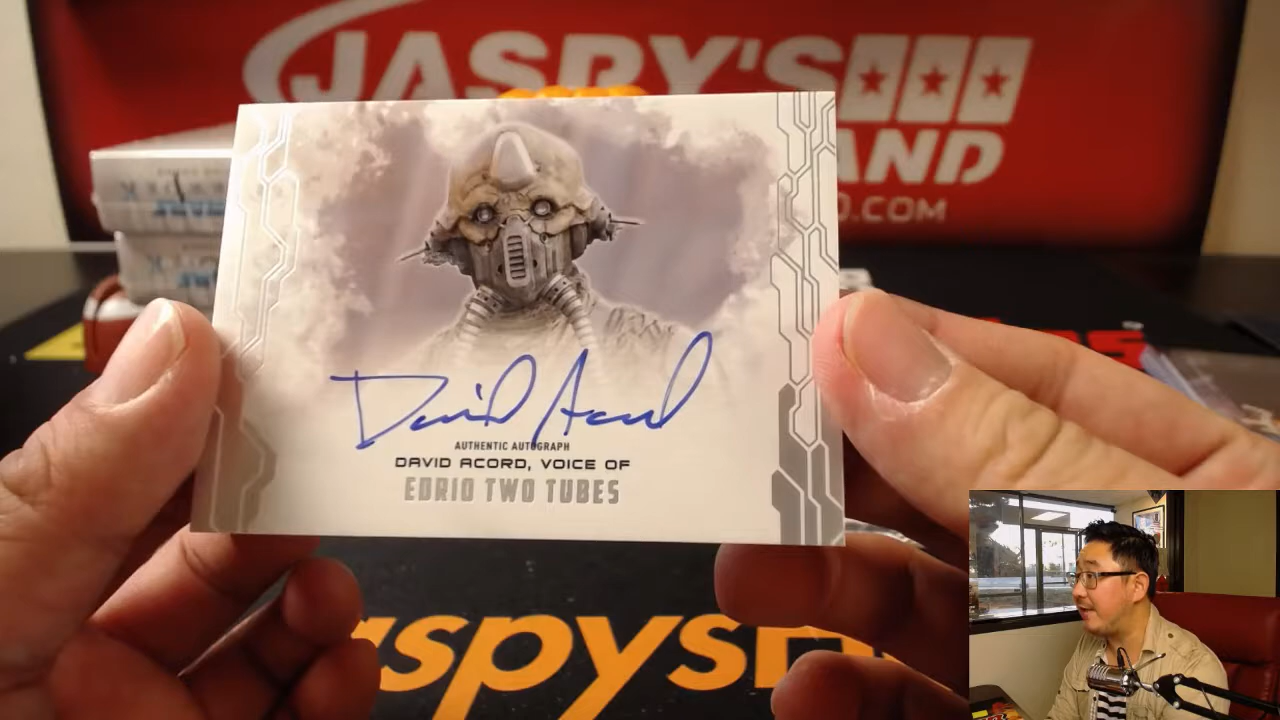 JASPY'S
AND
D.COM
David Acord
AUTHENTIC AUTOGRAPH
DAVID ACORD, VOICE OF
EDRIO TWO TUBES
aspys